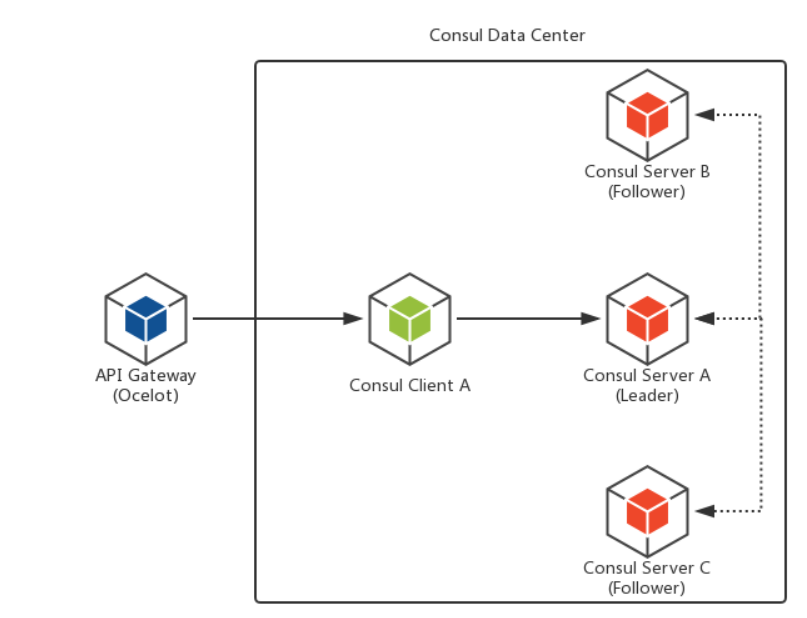 Consul Data Center
Consul Server B
(Follower)
API Gateway
(Ocelot)
Consul Client A
Consul Server A
(Leader)
Consul Server C
(Follower)